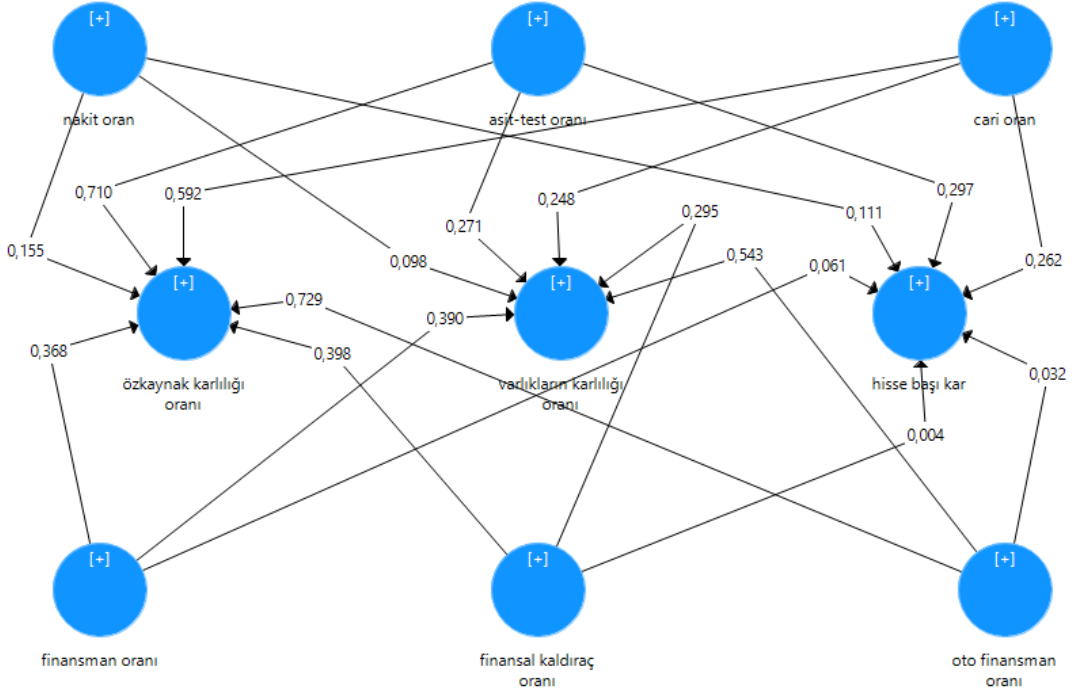 [+]
[+]
[+]
nakit oran
asit-test oranı
cari oran
0,710
0,592
0,248
0,295
0,111
0,297
0,155
0,271
0,098
0,543
0,061
0,262
[+]
[+]
[+]
0,729
0,390
0,368
0,398
0,032
özkaynak karlılığı
oranı
varlıkların karlılığı
oranı
hisse başı kar
0,004
[+]
[+]
[+]
finansman oranı
finansal kaldıraç
oranı
oto finansman
oranı